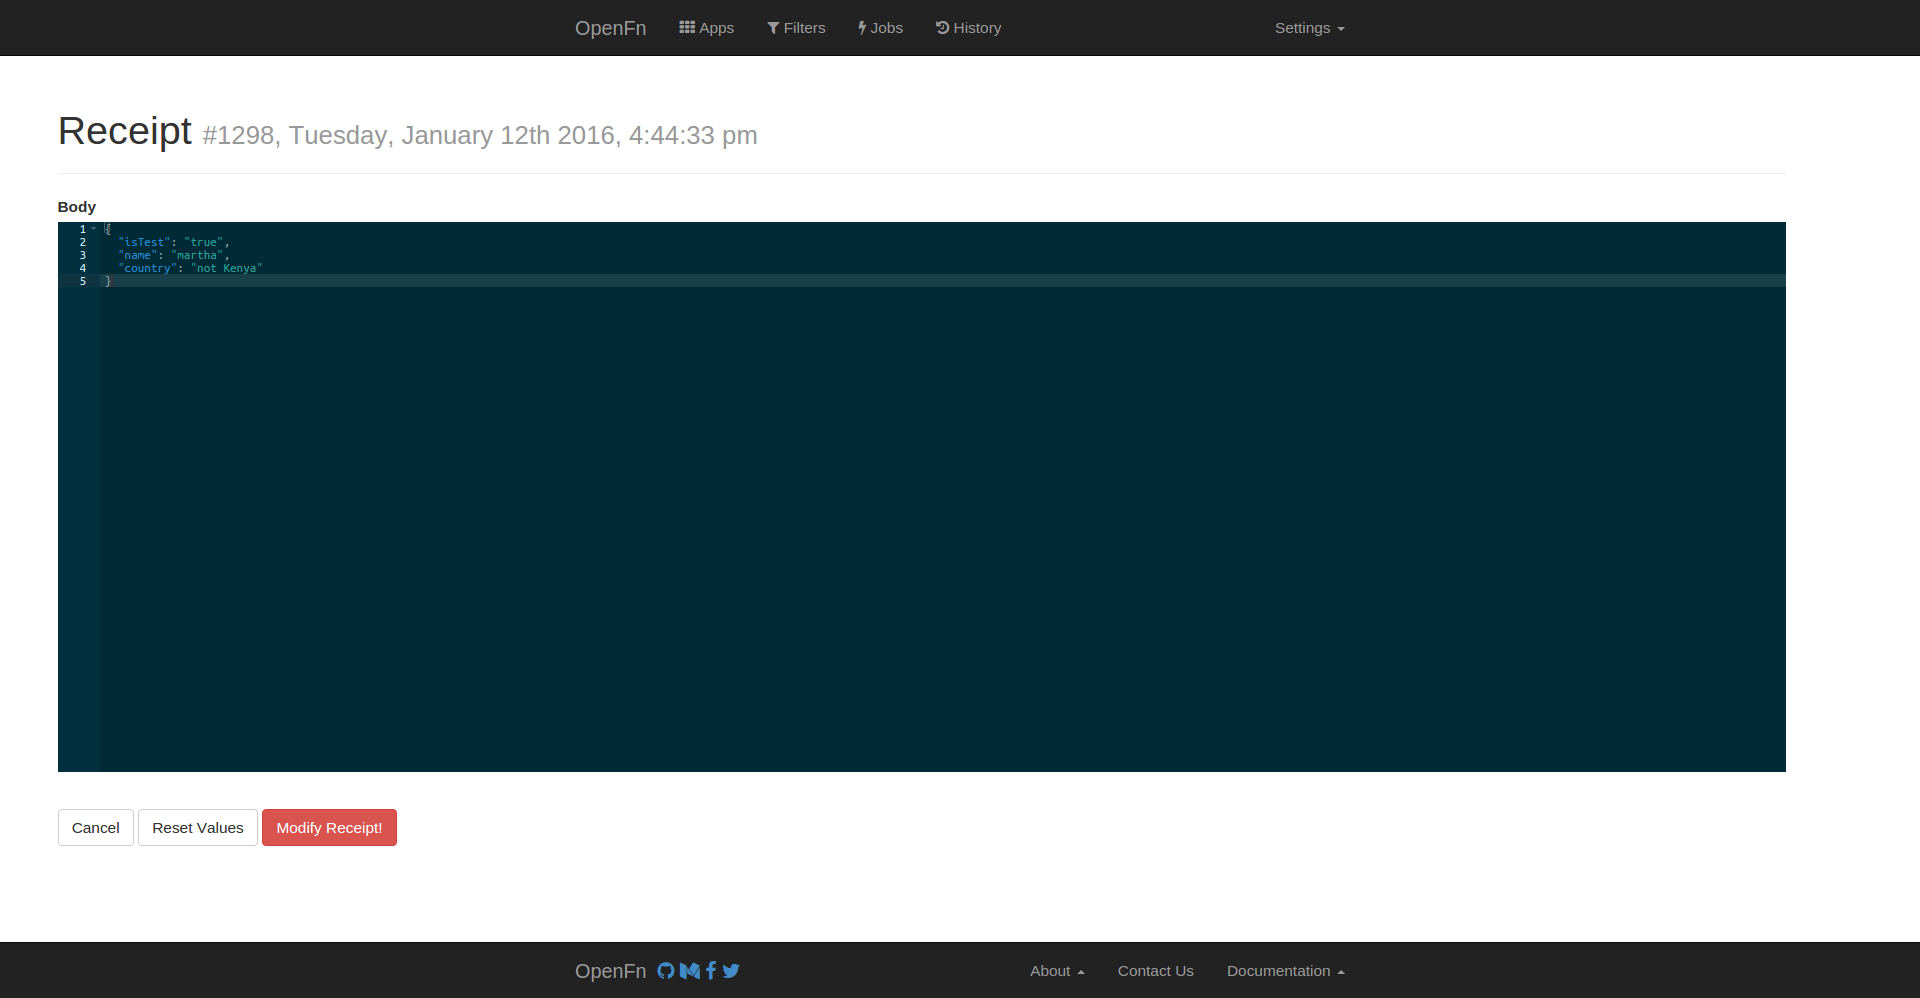 OpenFn Apps Filters Jobs History Settings
Receipt #1298, Tuesday, January 12th 2016, 4:44:33 pm
Body
1 {
2 "isTest": "true",
3 "name": "martha",
4 "country": "not Kenya"
5 }
Cancel Reset Values Modify Receipt!
OpenFn About Contact Us Documentation